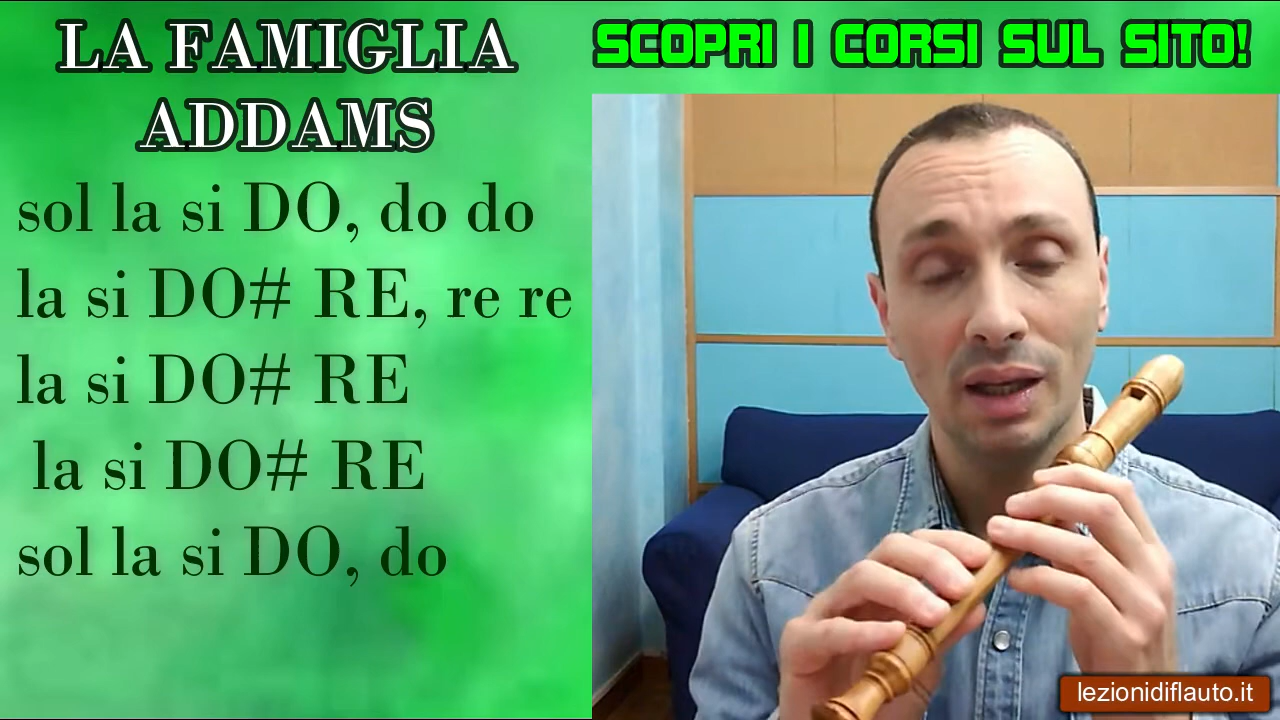 LA FAMIGLIA
ADDAMS
sol la si DO, do do
la si DO# RE, re re
la si DO# RE
la si DO# RE
sol la si DO, do
SCOPRI I CORSI SUL SITO!
lezionidiflauto.it